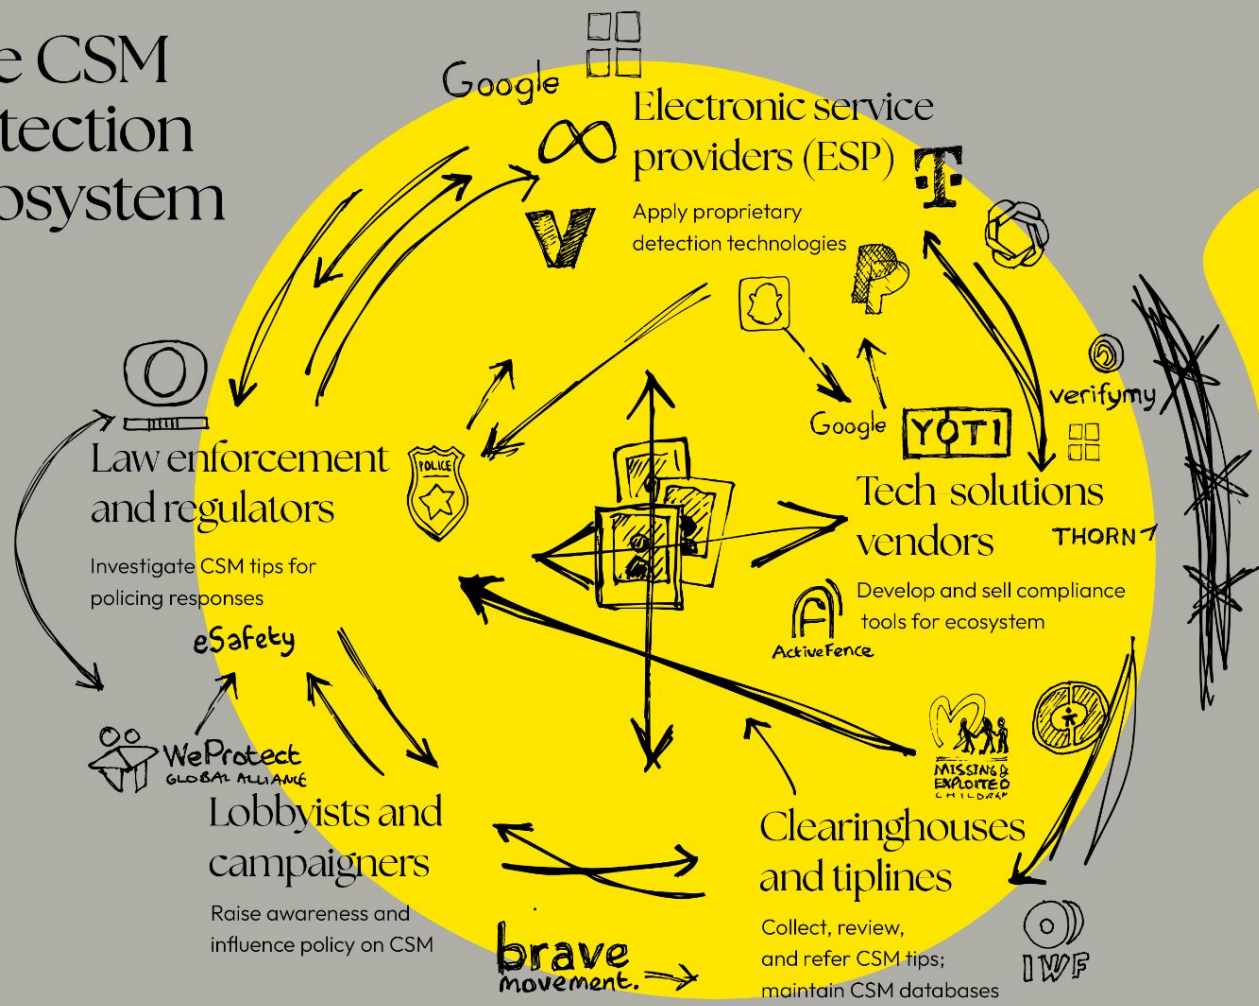 e CSM
tection
osystem
Google
Electronic service
providers (ESP)
Apply proprietary
detection technologies
T
V
P
verifymy
Google
YOTI
Law enforcement
and regulators
POLICE
Investigate CSM tips for
policing responses
Tech-solutions
vendors
THORN
Develop and sell compliance
tools for ecosystem
ActiveFence
eSafety
WeProtect
GLOBAL ALLIANCE
MISSING &
EXPLOITED
CHILDREN
Lobbyists and
campaigners
Raise awareness and
influence policy on CSM
Clearinghouses
and tiplines
Collect, review,
and refer CSM tips;
maintain CSM databases
brave
movement.
IWF